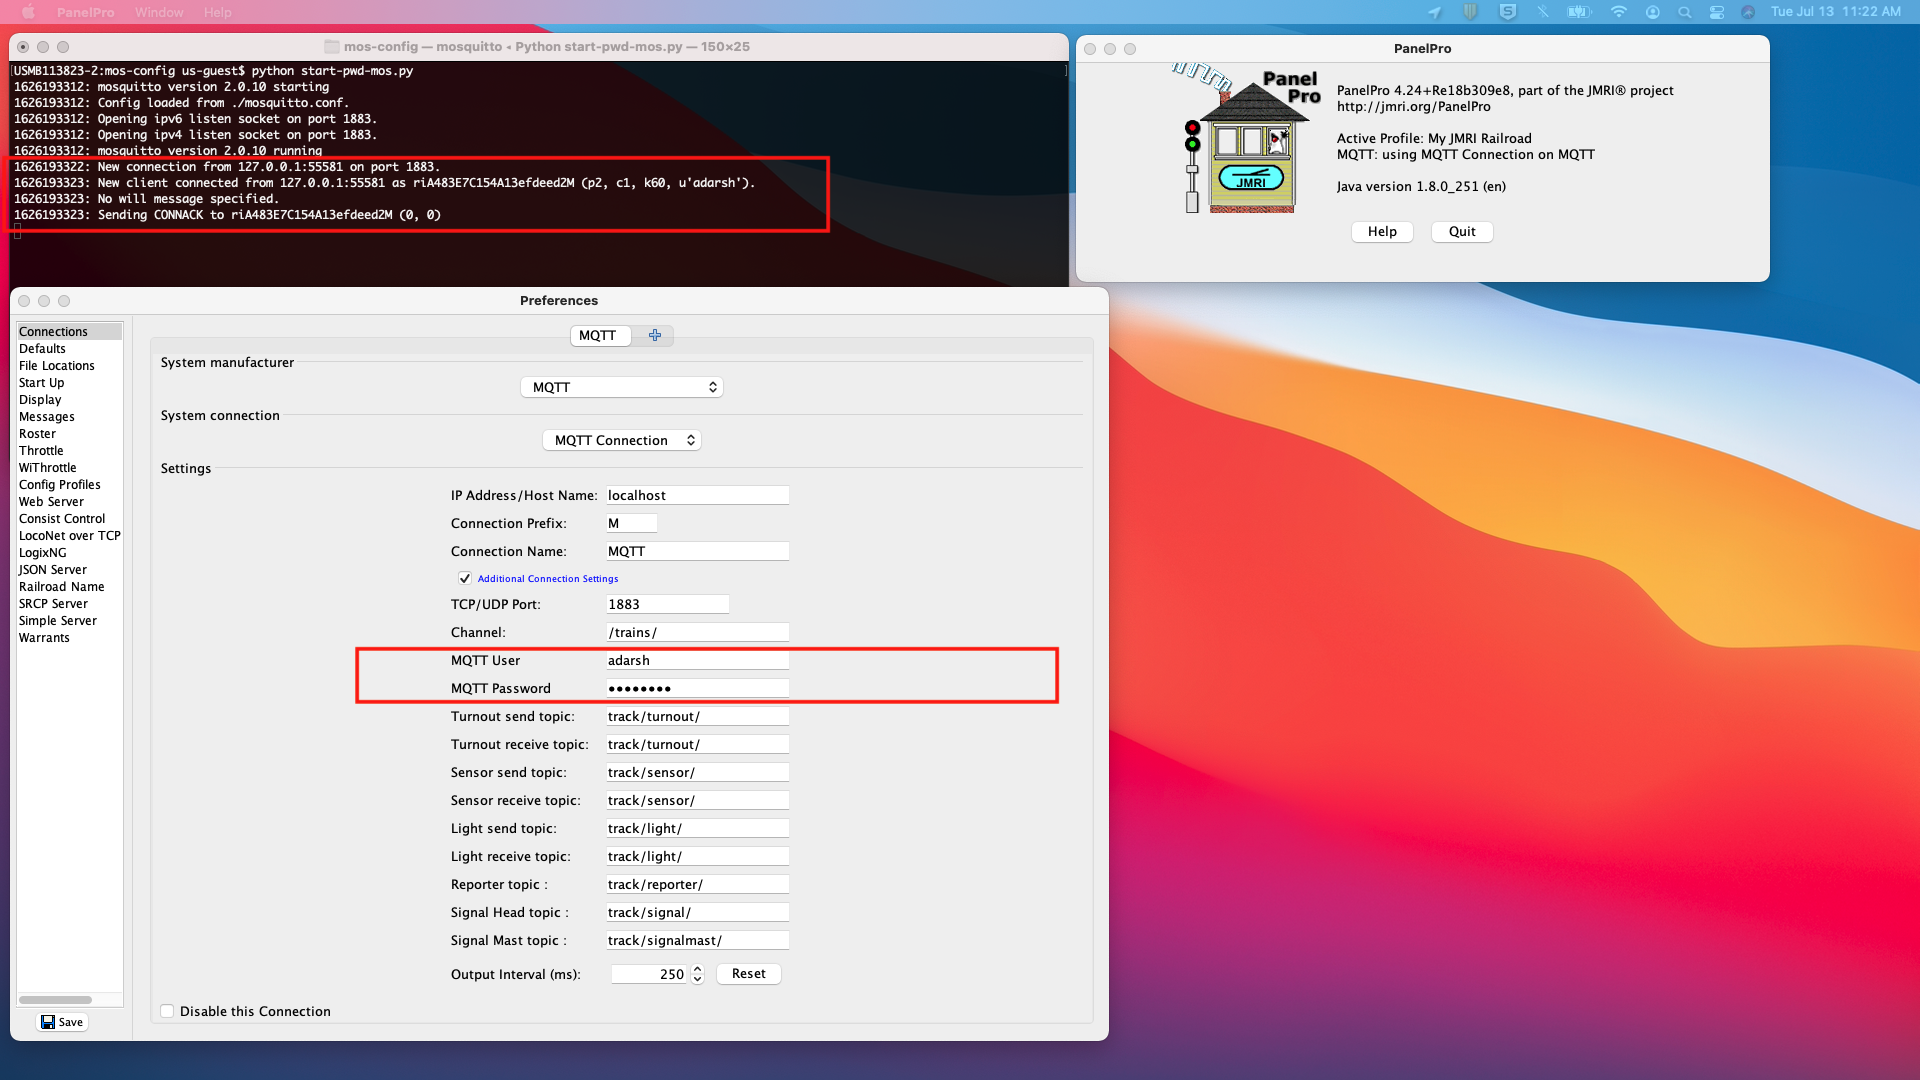 PanelPro Window Help Tue Jul 13 11:22 AM
mos-config — mosquitto ◂ Python start-pwd-mos.py — 150×25
[USMB113823-2:mos-config us-guest$ python start-pwd-mos.py ]
1626193312: mosquitto version 2.0.10 starting
1626193312: Config loaded from ./mosquitto.conf.
1626193312: Opening ipv6 listen socket on port 1883.
1626193312: Opening ipv4 listen socket on port 1883.
1626193312: mosquitto version 2.0.10 running
1626193322: New connection from 127.0.0.1:55581 on port 1883.
1626193323: New client connected from 127.0.0.1:55581 as riA483E7C154A13efdeed2M (p2, c1, k60, u'adarsh').
1626193323: No will message specified.
1626193323: Sending CONNACK to riA483E7C154A13efdeed2M (0, 0)
PanelPro
Panel
Pro
JMRI
PanelPro 4.24+Re18b309e8, part of the JMRI® project
http://jmri.org/PanelPro
Active Profile: My JMRI Railroad
MQTT: using MQTT Connection on MQTT
Java version 1.8.0_251 (en)
Help Quit
Preferences
Connections
Defaults
File Locations
Start Up
Display
Messages
Roster
Throttle
WiThrottle
Config Profiles
Web Server
Consist Control
LocoNet over TCP
LogixNG
JSON Server
Railroad Name
SRCP Server
Simple Server
Warrants
Save
MQTT
System manufacturer
MQTT
System connection
MQTT Connection
Settings
IP Address/Host Name: localhost
Connection Prefix: M
Connection Name: MQTT
Additional Connection Settings
TCP/UDP Port: 1883
Channel: /trains/
MQTT User adarsh
MQTT Password ●●●●●●●●
Turnout send topic: track/turnout/
Turnout receive topic: track/turnout/
Sensor send topic: track/sensor/
Sensor receive topic: track/sensor/
Light send topic: track/light/
Light receive topic: track/light/
Reporter topic : track/reporter/
Signal Head topic : track/signal/
Signal Mast topic : track/signalmast/
Output Interval (ms): 250 Reset
Disable this Connection